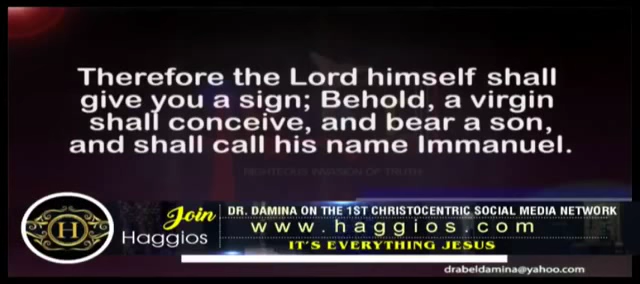 Therefore the Lord himself shall
give you a sign; Behold, a virgin
shall conceive, and bear a son,
and shall call his name Immanuel.
RIGHTEOUS INVASION OF TRUTH
H
Join
Haggios
DR. DAMINA ON THE 1ST CHRISTOCENTRIC SOCIAL MEDIA NETWORK
www.haggios.com
IT'S EVERYTHING JESUS
drabeldamina@yahoo.com